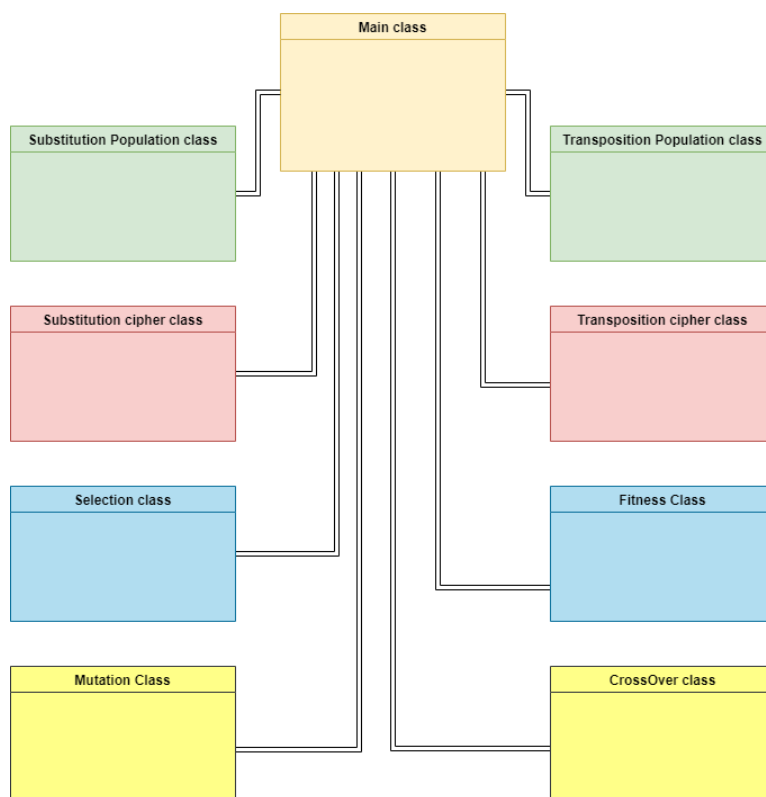 Main class
Substitution Population class
Transposition Population class
Substitution cipher class
Transposition cipher class
Selection class
Fitness Class
Mutation Class
CrossOver class